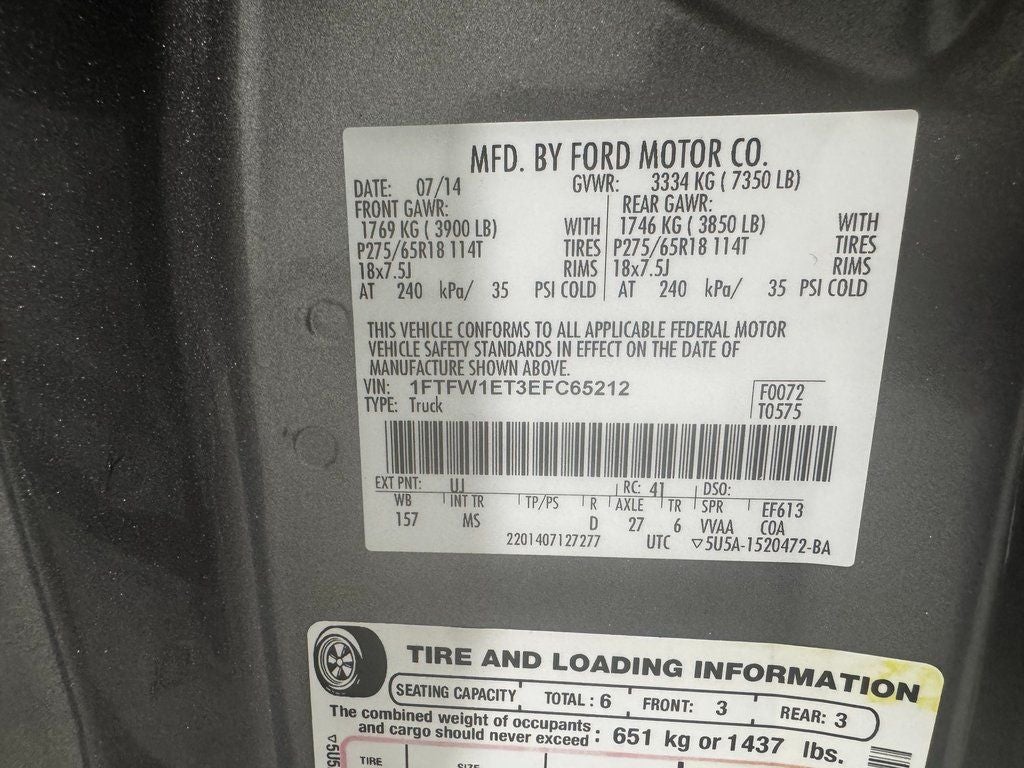 MFD. BY FORD MOTOR CO.
DATE: 07/14 GVWR: 3334 KG ( 7350 LB)
FRONT GAWR: REAR GAWR:
1769 KG ( 3900 LB) WITH 1746 KG ( 3850 LB) WITH
P275/65R18 114T TIRES P275/65R18 114T TIRES
18x7.5J RIMS 18x7.5J RIMS
AT 240 kPa/ 35 PSI COLD AT 240 kPa/ 35 PSI COLD
THIS VEHICLE CONFORMS TO ALL APPLICABLE FEDERAL MOTOR
VEHICLE SAFETY STANDARDS IN EFFECT ON THE DATE OF
MANUFACTURE SHOWN ABOVE.
VIN: 1FTFW1ET3EFC65212 F0072
TYPE: Truck T0575
EXT PNT: UJ RC: 41 DSO:
WB INT TR TP/PS R AXLE TR SPR EF613
157 MS D 27 6 VVAA COA
2201407127277 UTC ▽5U5A-1520472-BA
TIRE AND LOADING INFORMATION
SEATING CAPACITY TOTAL: 6 FRONT: 3 REAR: 3
The combined weight of occupants
and cargo should never exceed : 651 kg or 1437 lbs.
▽5U5
TIRE